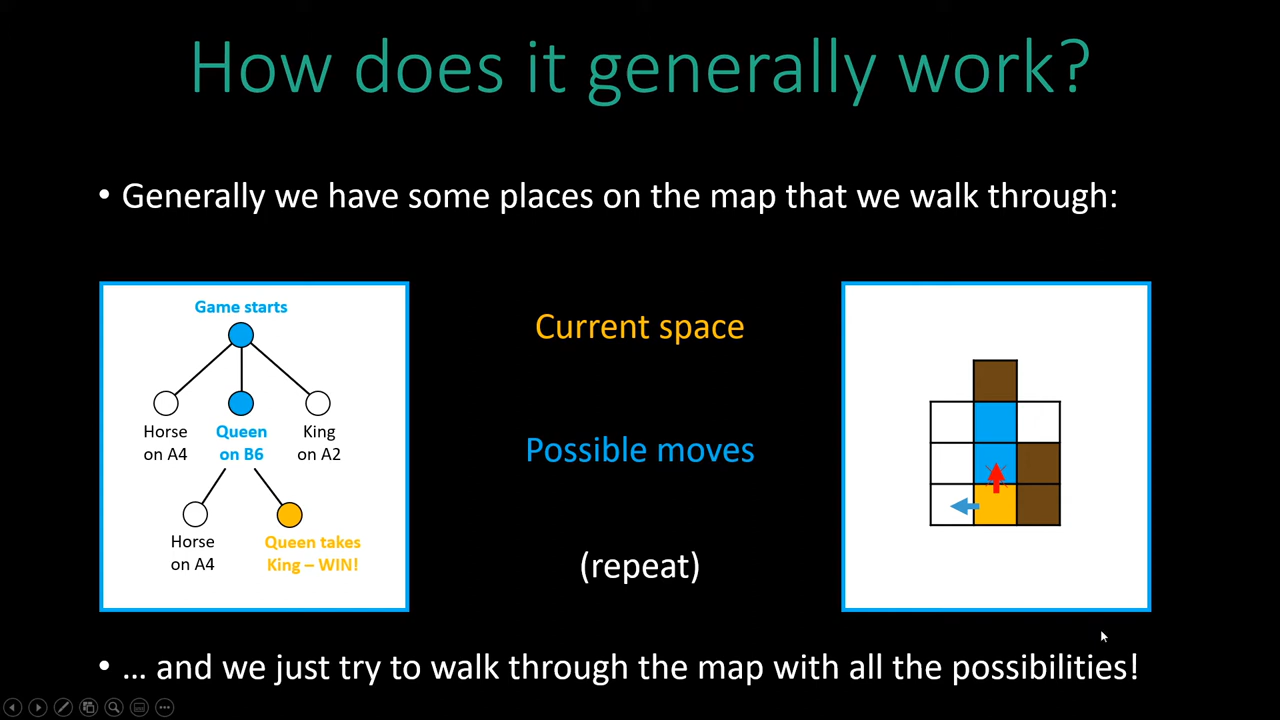 How does it generally work?
• Generally we have some places on the map that we walk through:
Game starts
Horse
on A4
Queen
on B6
King
on A2
Horse
on A4
Queen takes
King – WIN!
Current space
Possible moves
(repeat)
• … and we just try to walk through the map with all the possibilities!